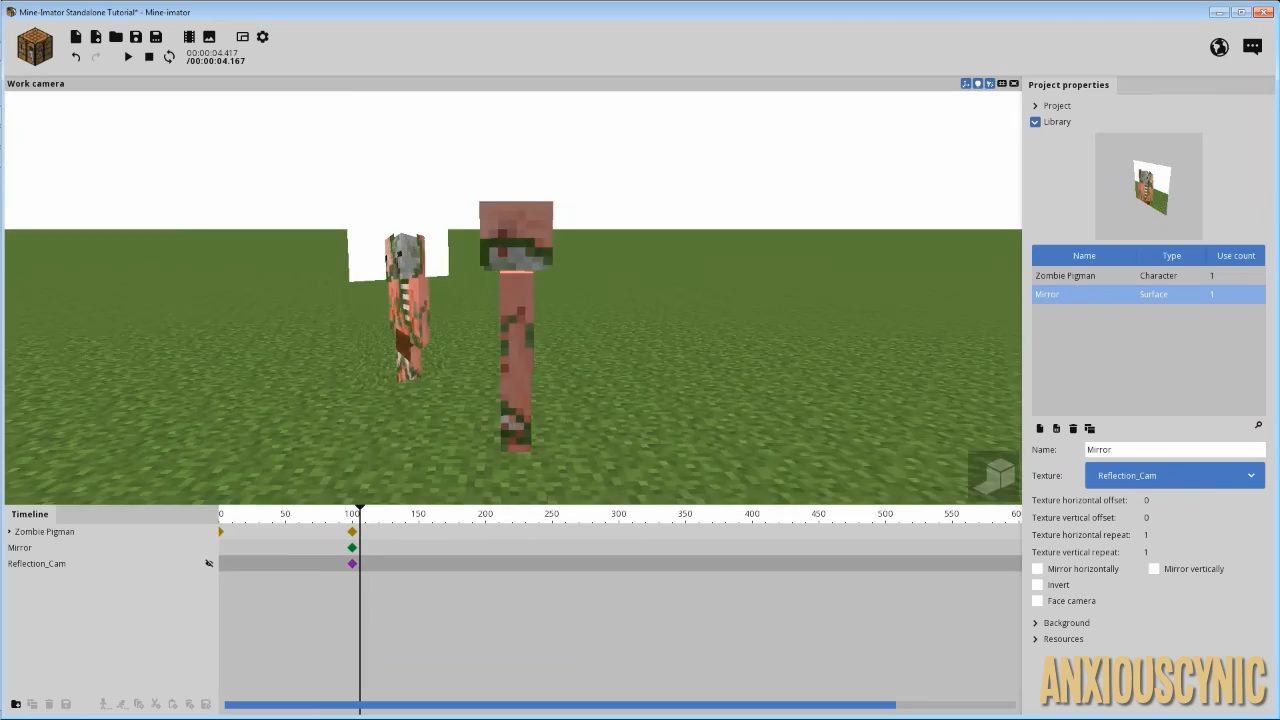 Mine-Imator Standalone Tutorial* - Mine-imator
00:00:04.417
/00:00:04.167
Work camera
Project properties
Project
Library
Name Type Use count
Zombie Pigman Character 1
Mirror Surface 1
Name: Mirror
Texture: Reflection_Cam
Texture horizontal offset: 0
Texture vertical offset: 0
Texture horizontal repeat: 1
Texture vertical repeat: 1
Mirror horizontally Mirror vertically
Invert
Face camera
Background
Resources
Timeline
0 50 100 150 200 250 300 350 400 450 500 550 600
Zombie Pigman
Mirror
Reflection_Cam
ANXIOUSCYNIC